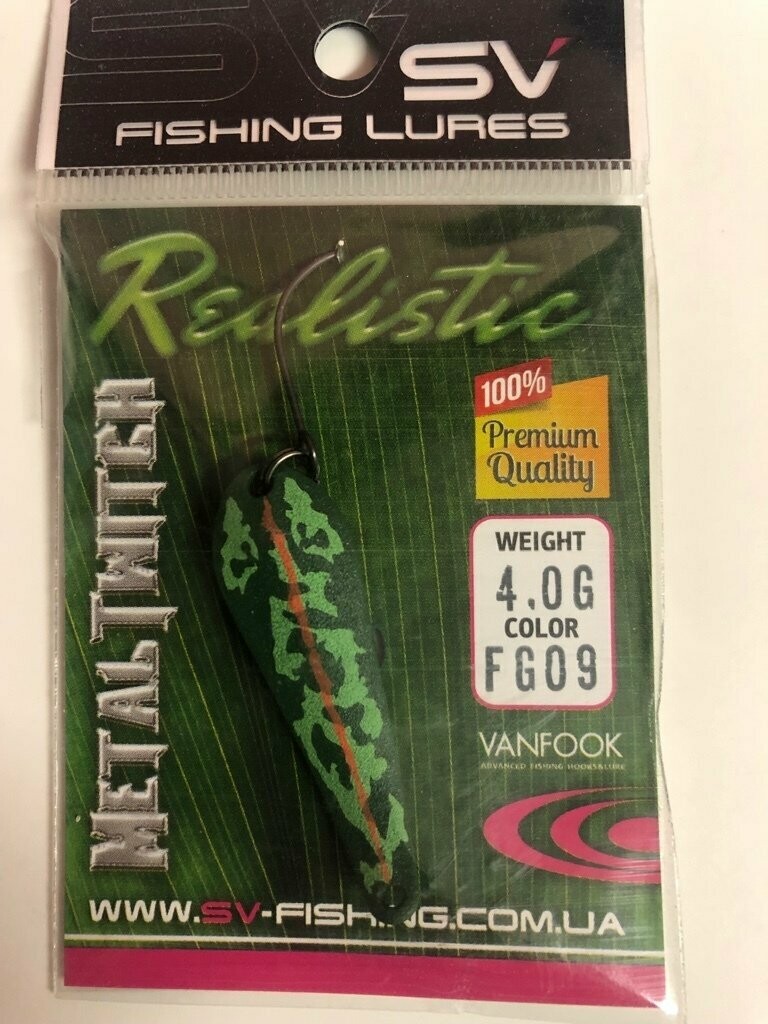 SV
FISHING LURES
Realistic
METAL TWITCH
100%
Premium
Quality
WEIGHT
4.0G
COLOR
FG09
VANFOOK
ADVANCED FISHING HOOKS&LURE
WWW.SV-FISHING.COM.UA